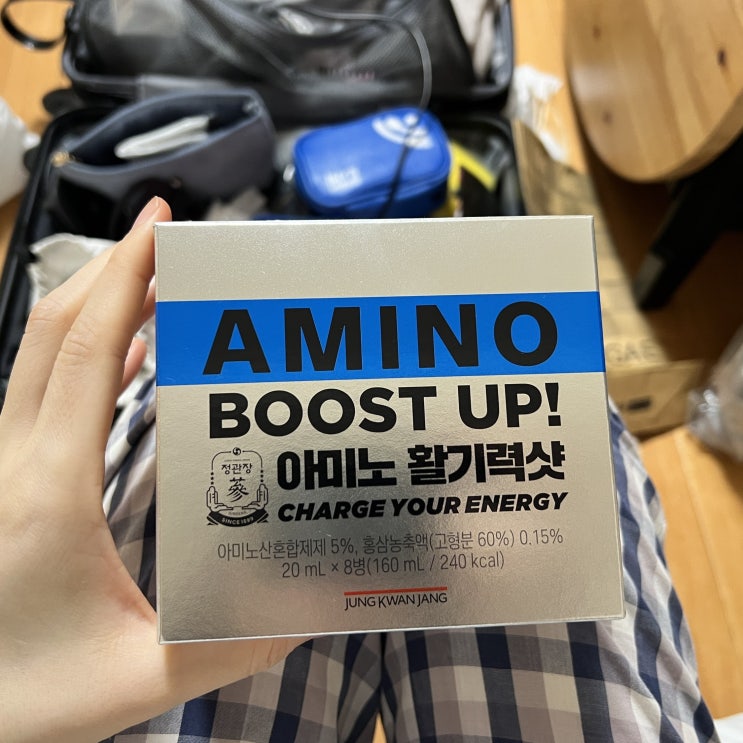 AMINO
BOOST UP!
정관장
蔘
GINSENG
SINCE 1899
아미노 활기력샷
CHARGE YOUR ENERGY
아미노산혼합제제 5%, 홍삼농축액(고형분 60%) 0.15%
20 mL × 8병(160 mL / 240 kcal)
JUNG KWAN JANG